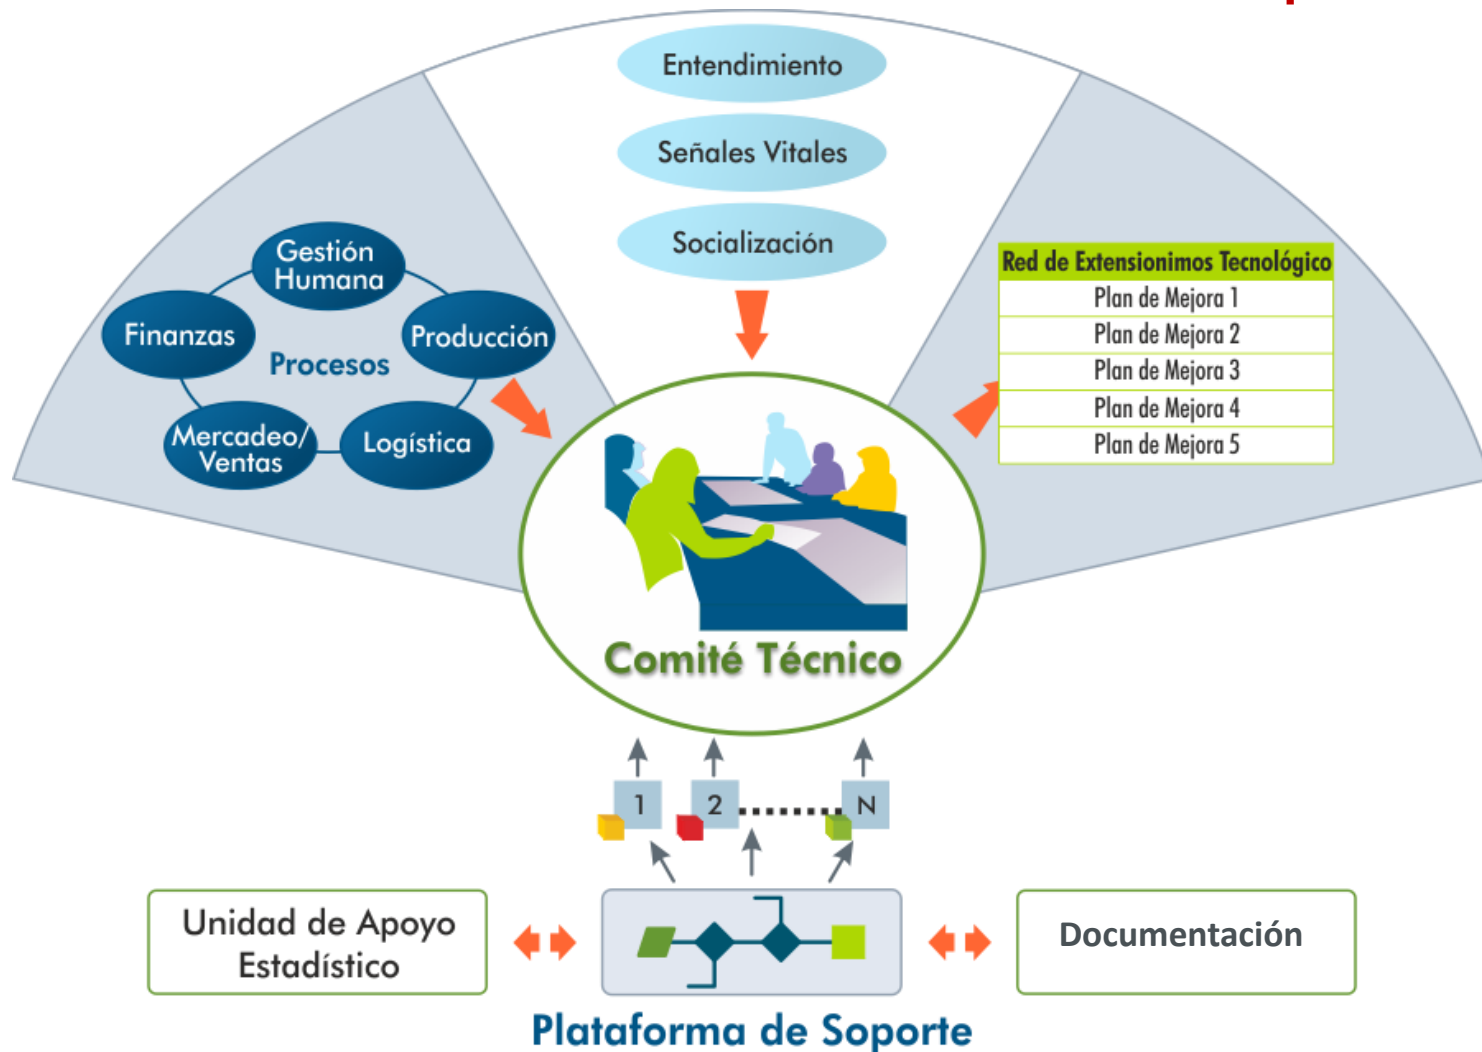 Entendimiento
Señales Vitales
Socialización
Gestión
Humana
Finanzas
Producción
Procesos
Mercadeo/
Ventas
Logística
Red de Extensionimos Tecnológico
Plan de Mejora 1
Plan de Mejora 2
Plan de Mejora 3
Plan de Mejora 4
Plan de Mejora 5
Comité Técnico
1
2
N
Unidad de Apoyo
Estadístico
Documentación
Plataforma de Soporte